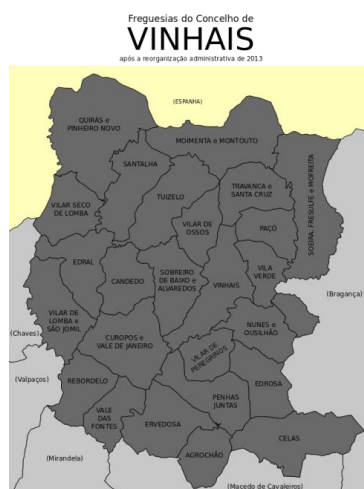 Freguesias do Concelho de
VINHAIS
após a reorganização administrativa de 2013
(ESPANHA)
QUIRÁS e
PINHEIRO NOVO
MOIMENTA e MONTOUTO
SANTALHA
TRAVANCA e
SANTA CRUZ
SOEIRA, FRESULFE e MOFREITA
TUIZELO
VILAR SECO
DE LOMBA
VILAR DE
OSSOS
PAÇÓ
EDRAL
CANDEDO
SOBREIRO
DE BAIXO e
ALVAREDOS
VINHAIS
VILA
VERDE
(Bragança)
VILAR DE
LOMBA e
SÃO JOMIL
(Chaves)
NUNES e
OUSILHÃO
CUROPOS e
VALE DE JANEIRO
VILAR DE
PEREGRINOS
(Valpaços)
REBORDELO
EDROSA
PENHAS
JUNTAS
VALE
DAS
FONTES
ERVEDOSA
CELAS
AGROCHÃO
(Mirandela)
(Macedo de Cavaleiros)